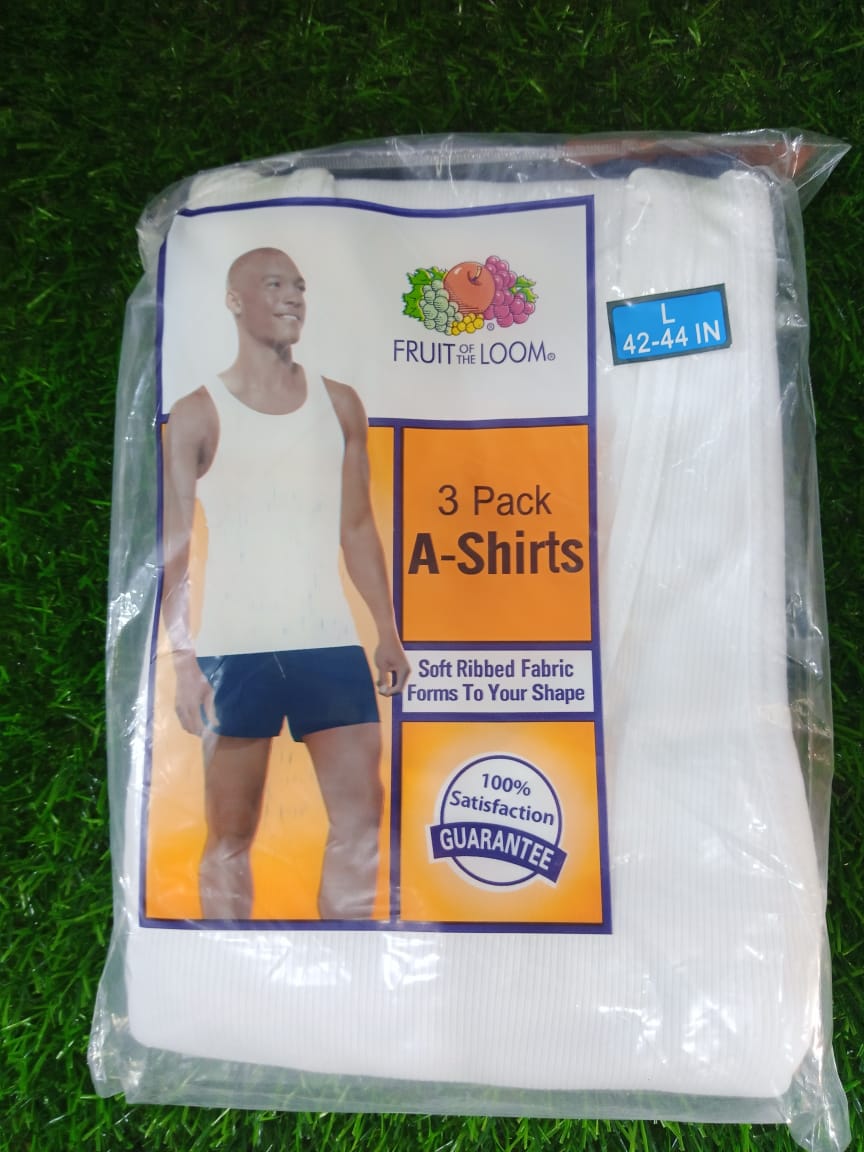 FRUIT OF THE LOOM®
L
42-44 IN
3 Pack
A-Shirts
Soft Ribbed Fabric
Forms To Your Shape
100%
Satisfaction
GUARANTEE